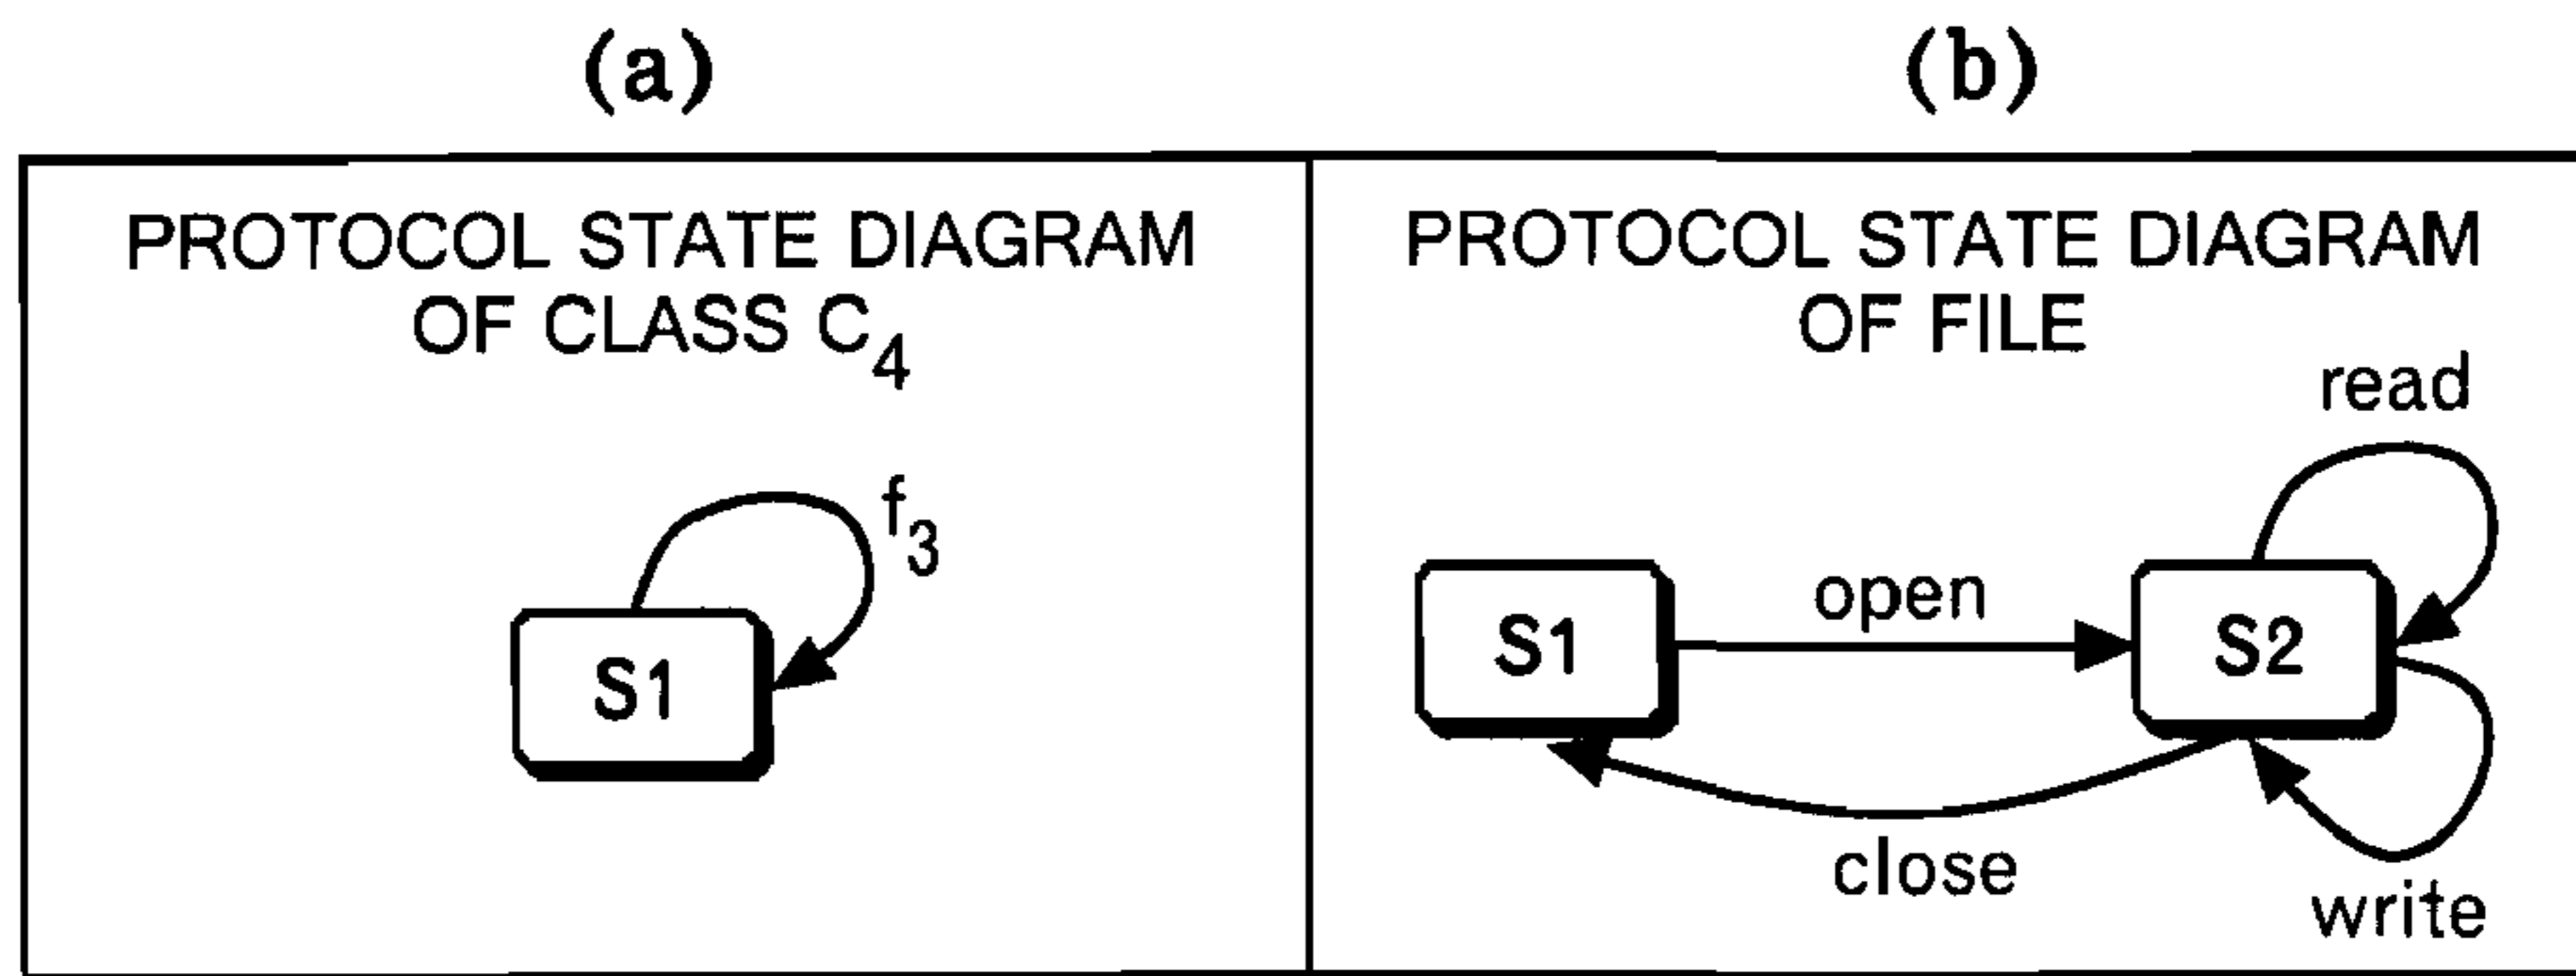 (a)
PROTOCOL STATE DIAGRAM
OF CLASS C4
f3
S1
(b)
PROTOCOL STATE DIAGRAM
OF FILE
read
open
S1
S2
close
write